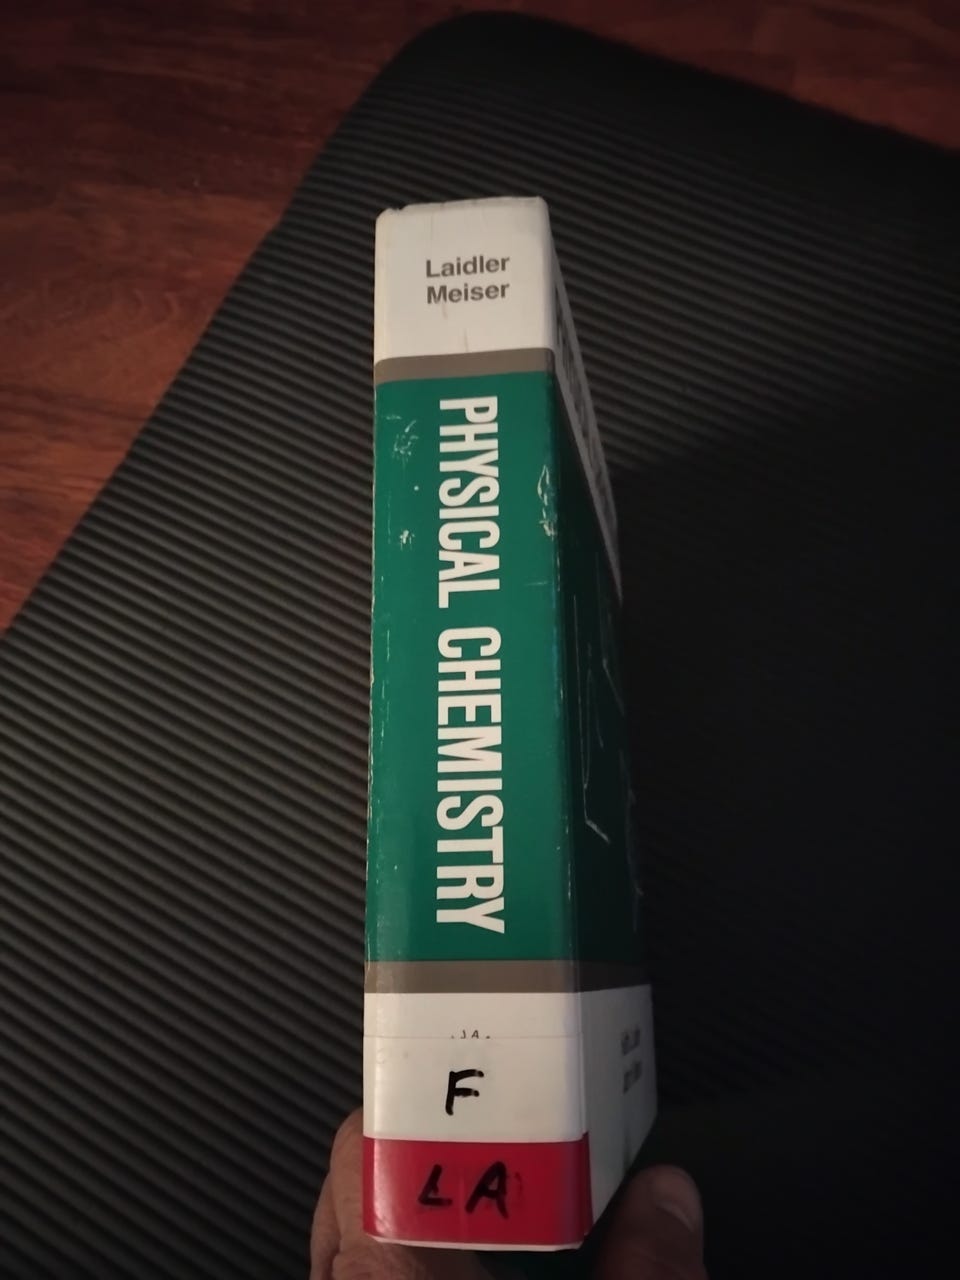 Laidler
Meiser
PHYSICAL CHEMISTRY
F
LA